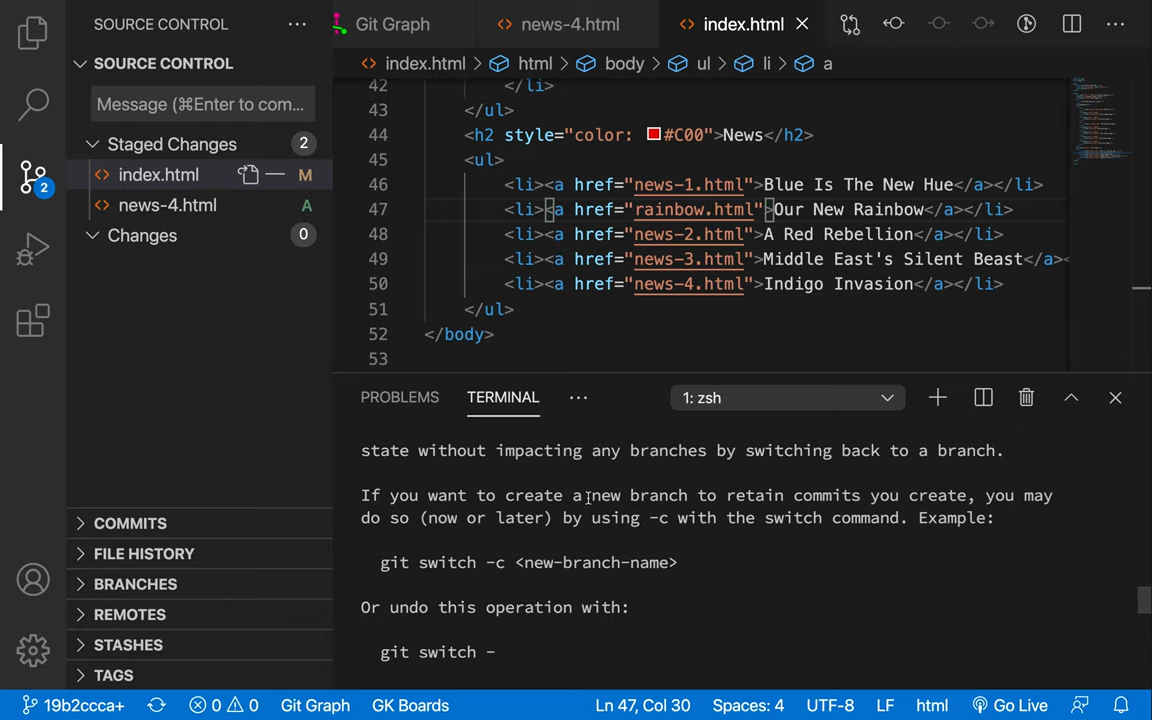 SOURCE CONTROL
SOURCE CONTROL
Message (⌘Enter to com...
Staged Changes 2
index.html M
news-4.html A
Changes 0
2
COMMITS
FILE HISTORY
BRANCHES
REMOTES
STASHES
TAGS
Git Graph news-4.html index.html
index.html > html > body > ul > li > a
42 </li>
43 </ul>
44 <h2 style="color: #C00">News</h2>
45 <ul>
46 <li><a href="news-1.html">Blue Is The New Hue</a></li>
47 <li><a href="rainbow.html">Our New Rainbow</a></li>
48 <li><a href="news-2.html">A Red Rebellion</a></li>
49 <li><a href="news-3.html">Middle East's Silent Beast</a><
50 <li><a href="news-4.html">Indigo Invasion</a></li>
51 </ul>
52 </body>
53
PROBLEMS TERMINAL ... 1: zsh
state without impacting any branches by switching back to a branch.
If you want to create a new branch to retain commits you create, you may
do so (now or later) by using -c with the switch command. Example:
git switch -c <new-branch-name>
Or undo this operation with:
git switch -
19b2ccca+ 0 0 Git Graph GK Boards Ln 47, Col 30 Spaces: 4 UTF-8 LF html Go Live